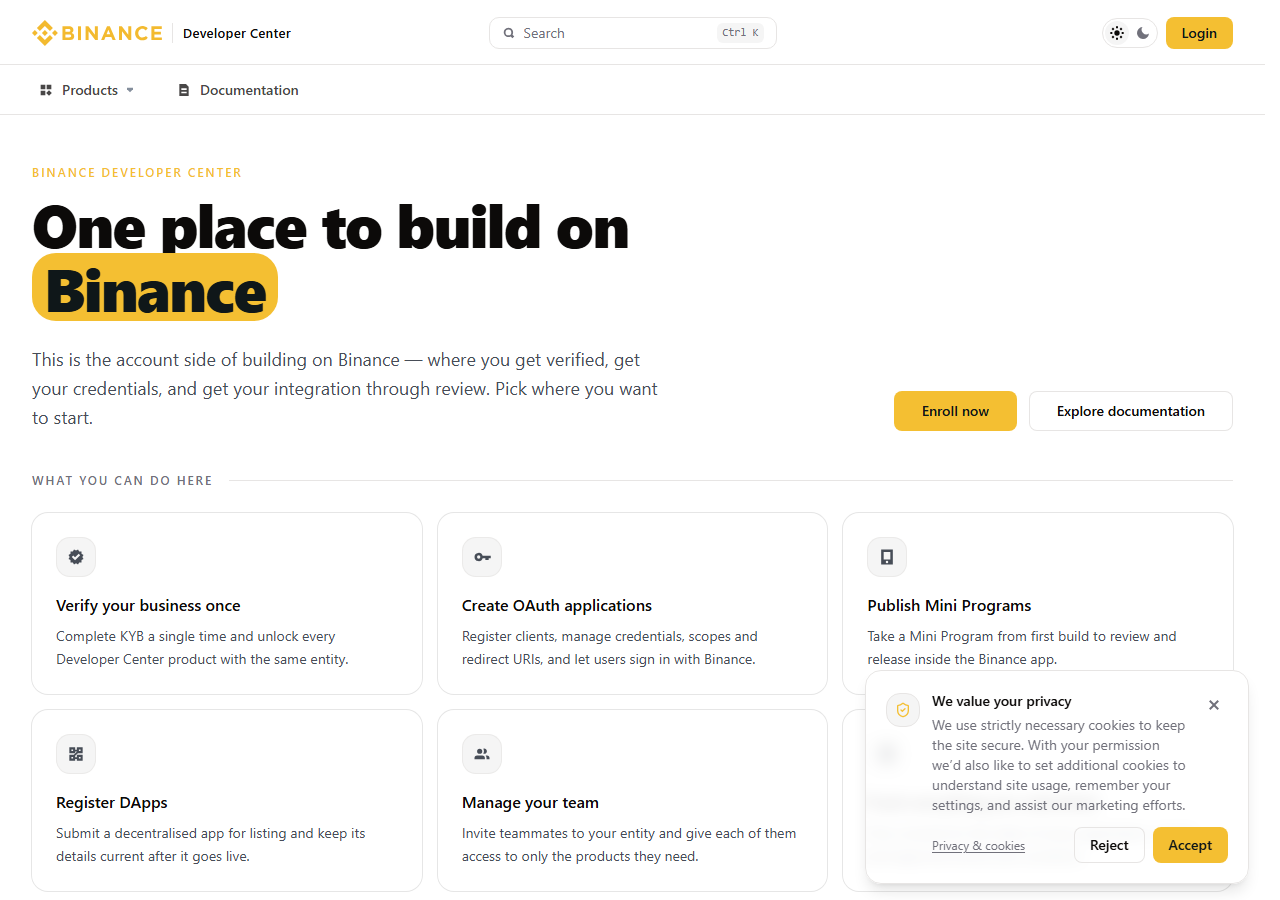 BINANCE
Developer Center
Search
Ctrl K
Login
Products
Documentation
BINANCE DEVELOPER CENTER
One place to build on
Binance
This is the account side of building on Binance — where you get verified, get
your credentials, and get your integration through review. Pick where you want
to start.
Enroll now
Explore documentation
WHAT YOU CAN DO HERE
Verify your business once
Complete KYB a single time and unlock every
Developer Center product with the same entity.
Create OAuth applications
Register clients, manage credentials, scopes and
redirect URIs, and let users sign in with Binance.
Publish Mini Programs
Take a Mini Program from first build to review and
release inside the Binance app.
Register DApps
Submit a decentralised app for listing and keep its
details current after it goes live.
Manage your team
Invite teammates to your entity and give each of them
access to only the products they need.
We value your privacy
We use strictly necessary cookies to keep
the site secure. With your permission
we'd also like to set additional cookies to
understand site usage, remember your
settings, and assist our marketing efforts.
Privacy & cookies
Reject
Accept